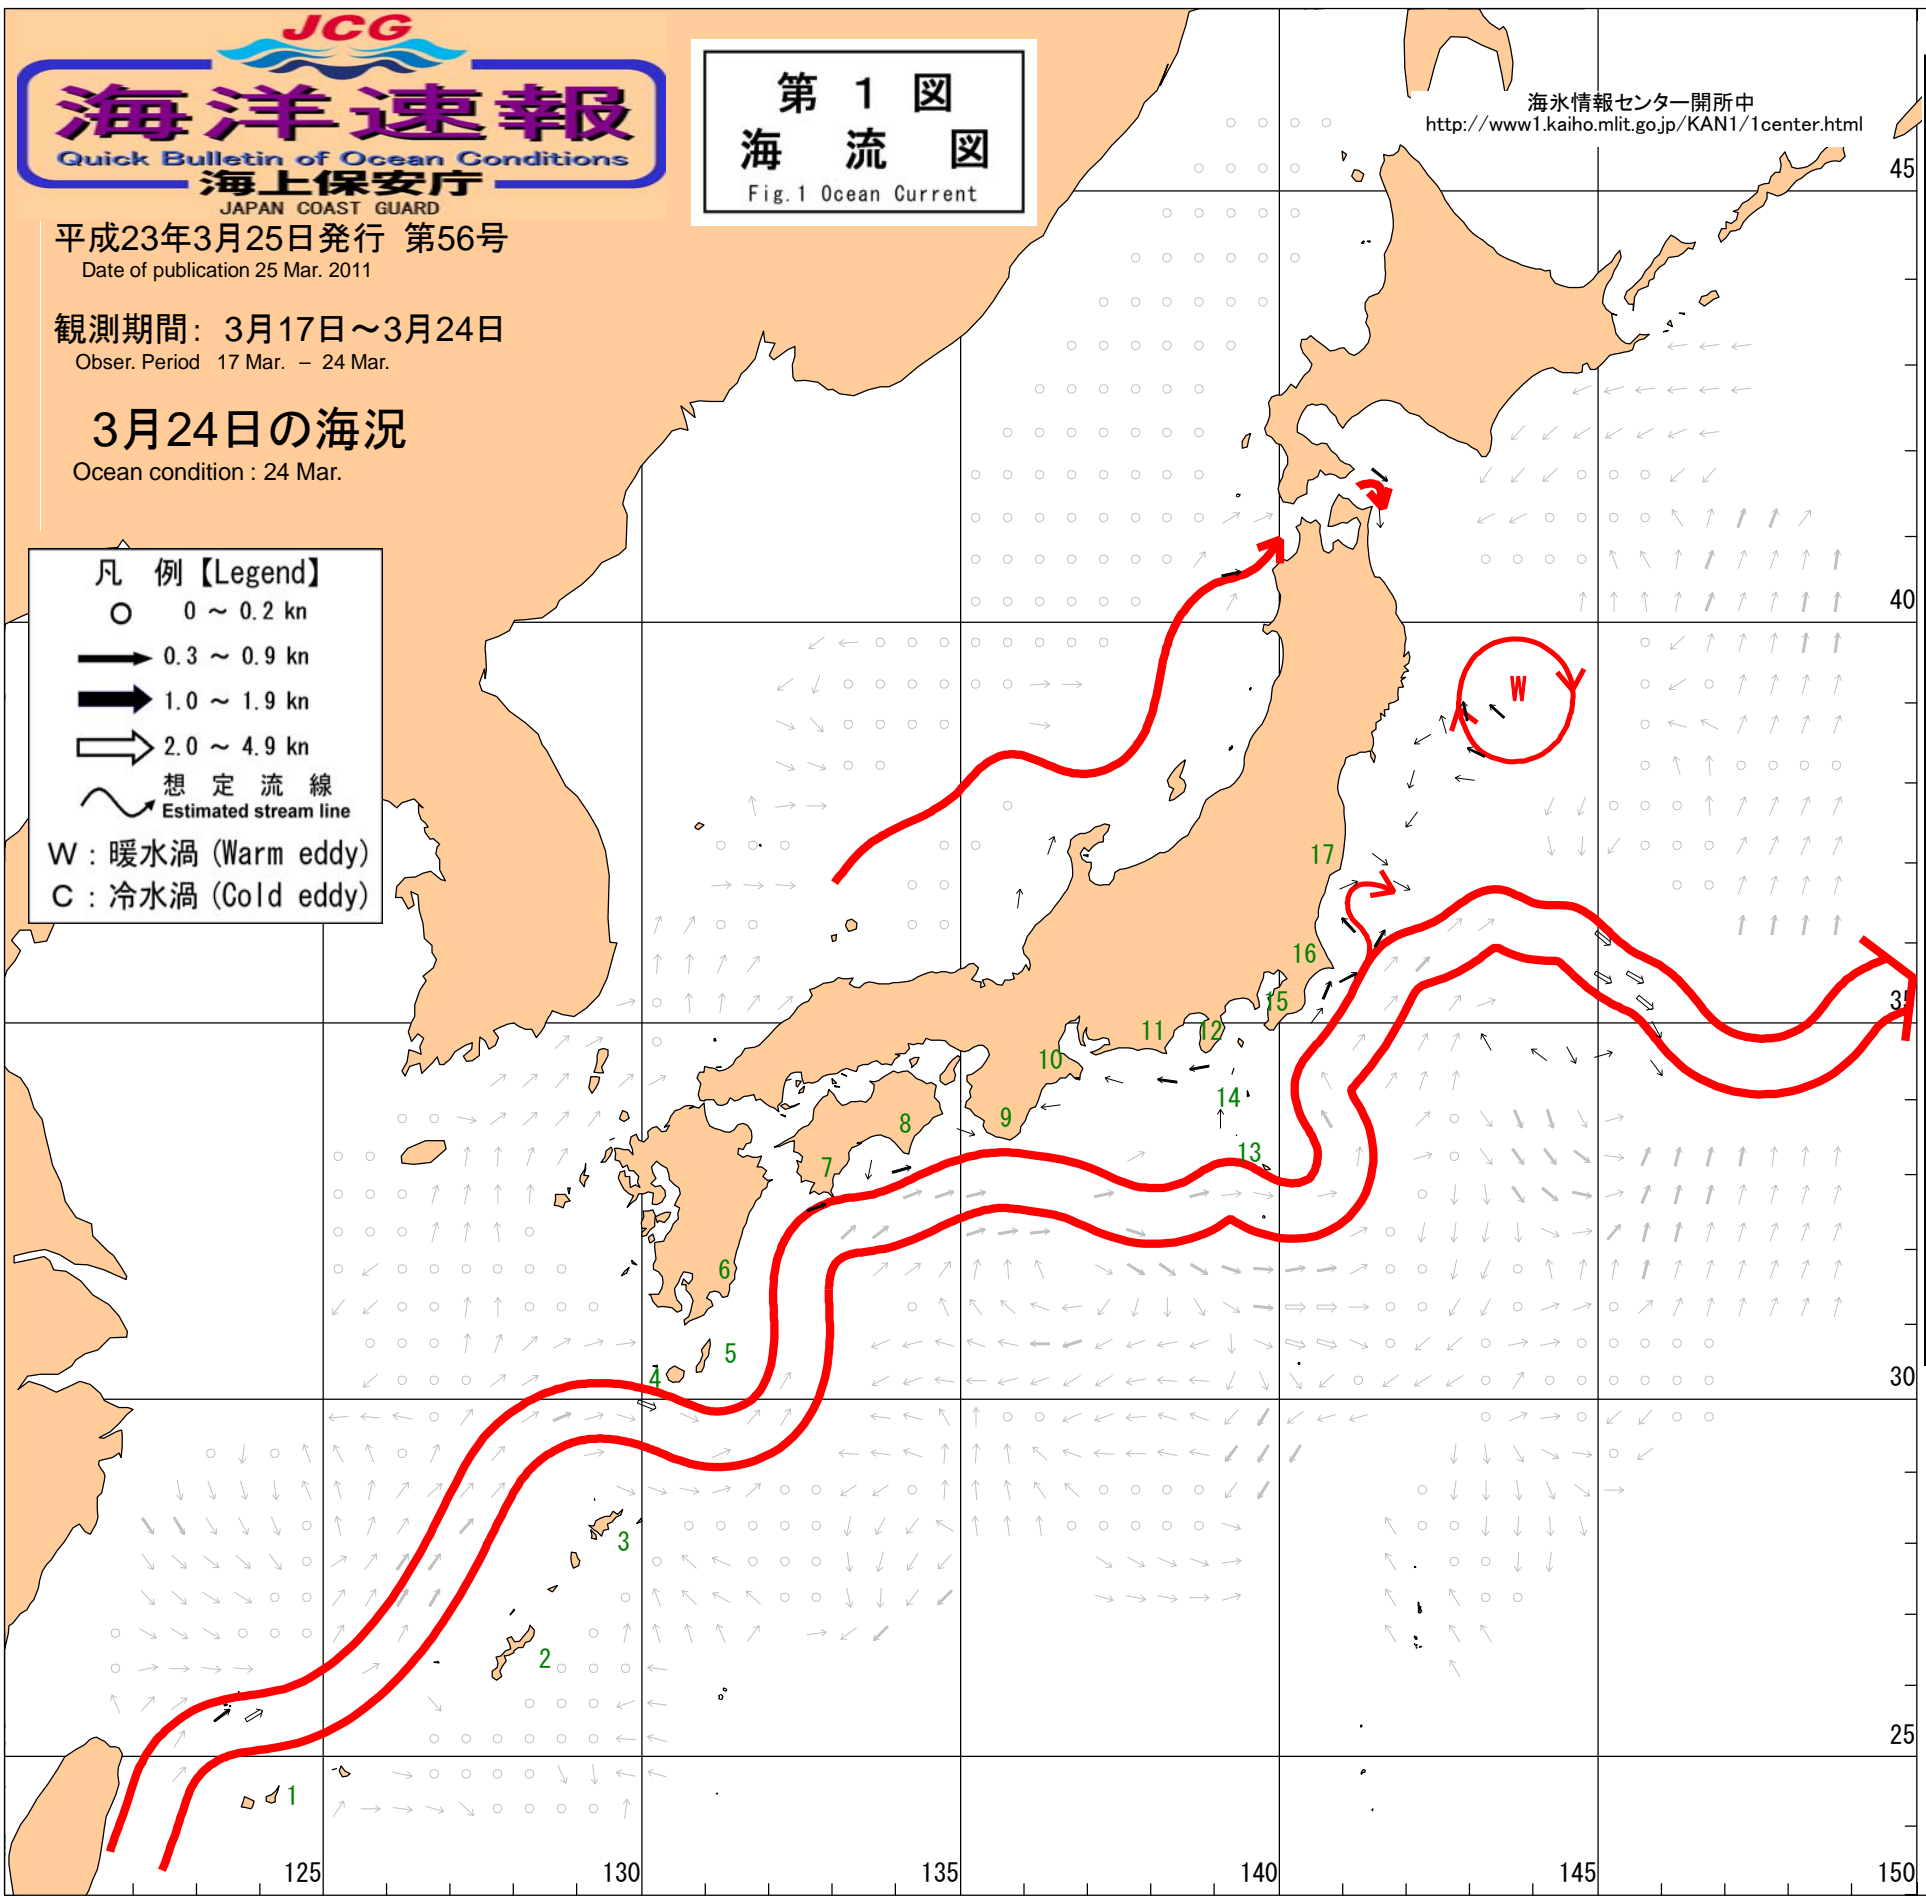 JCG
海洋速報
Quick Bulletin of Ocean Conditions
海上保安庁
JAPAN COAST GUARD
第 1 図
海 流 図
Fig.1 Ocean Current
海氷情報センター開所中
http://www1.kaiho.mlit.go.jp/KAN1/1center.html
平成23年3月25日発行 第56号
Date of publication 25 Mar. 2011
観測期間: 3月17日～3月24日
Obser. Period 17 Mar. – 24 Mar.
3月24日の海況
Ocean condition : 24 Mar.
凡 例【Legend】
0 ～ 0.2 kn
0.3 ～ 0.9 kn
1.0 ～ 1.9 kn
2.0 ～ 4.9 kn
想 定 流 線
Estimated stream line
W : 暖水渦 (Warm eddy)
C : 冷水渦 (Cold eddy)
45
40
W
17
16
35
15
12
11
10
14
9
8
13
7
6
5
4
30
3
2
25
1
125
130
135
140
145
150